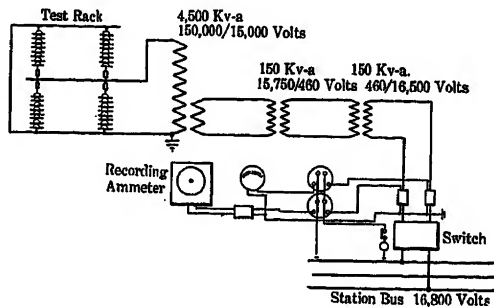 Test Rack
4,500 Kv-a
150,000/15,000 Volts
150 Kv-a
15,750/460 Volts
150 Kv-a.
460/16,500 Volts
Recording
Ammeter
Switch
Station Bus 16,800 Volts